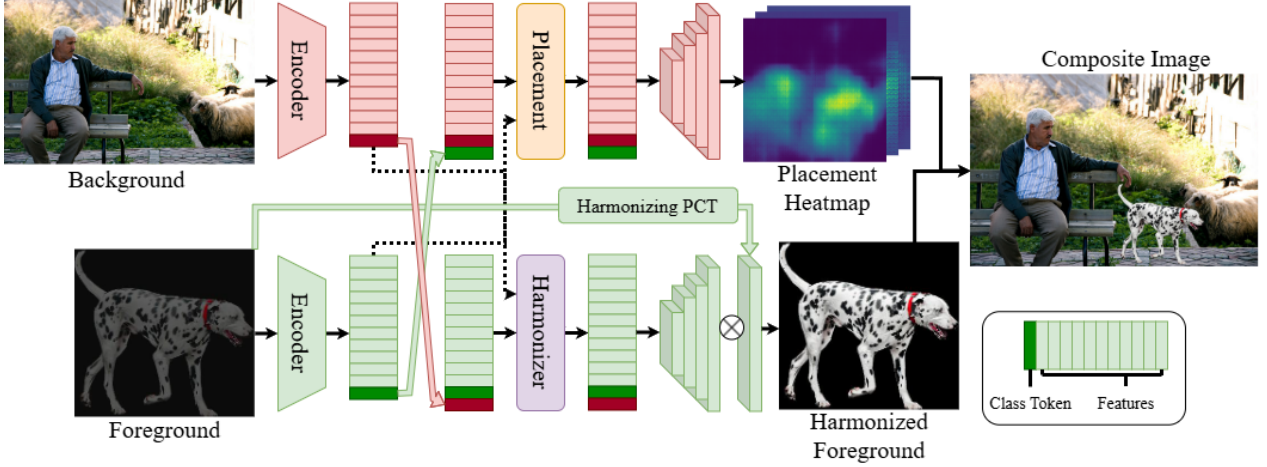 Background
Encoder
Placement
Placement
Heatmap
Composite Image
Harmonizing PCT
Foreground
Encoder
Harmonizer
Harmonized
Foreground
Class Token
Features